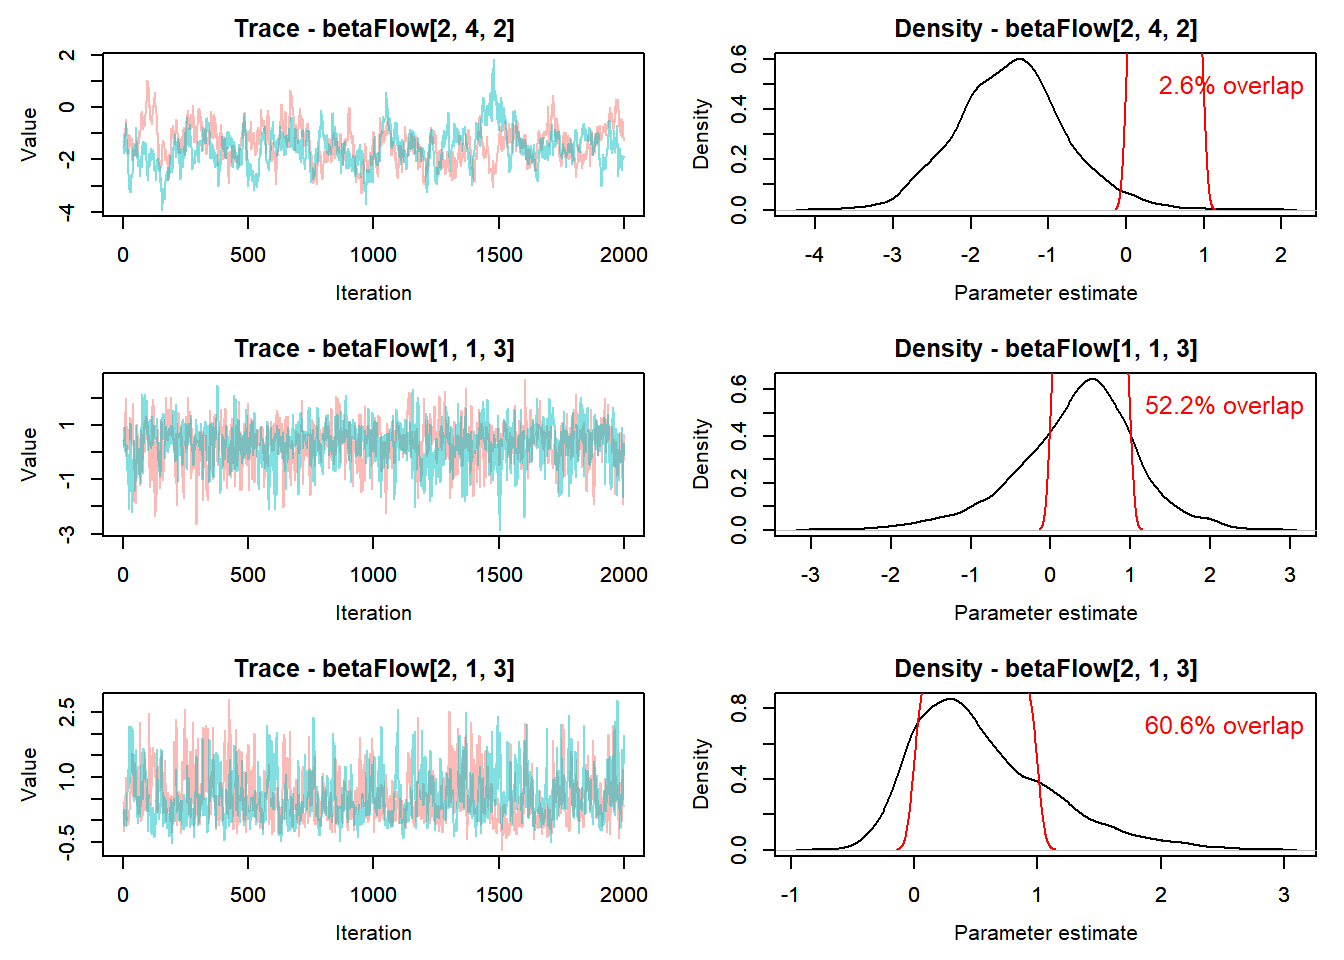 Trace - betaFlow[2, 4, 2]
Value
2
0
-2
-4
0
500
1000
1500
2000
Iteration
Density - betaFlow[2, 4, 2]
Density
0.6
0.4
0.2
0.0
2.6% overlap
-4
-3
-2
-1
0
1
2
Parameter estimate
Trace - betaFlow[1, 1, 3]
Value
1
-1
-3
0
500
1000
1500
2000
Iteration
Density - betaFlow[1, 1, 3]
Density
0.6
0.4
0.2
0.0
52.2% overlap
-3
-2
-1
0
1
2
3
Parameter estimate
Trace - betaFlow[2, 1, 3]
Value
2.5
1.0
-0.5
0
500
1000
1500
2000
Iteration
Density - betaFlow[2, 1, 3]
Density
0.8
0.4
0.0
60.6% overlap
-1
0
1
2
3
Parameter estimate